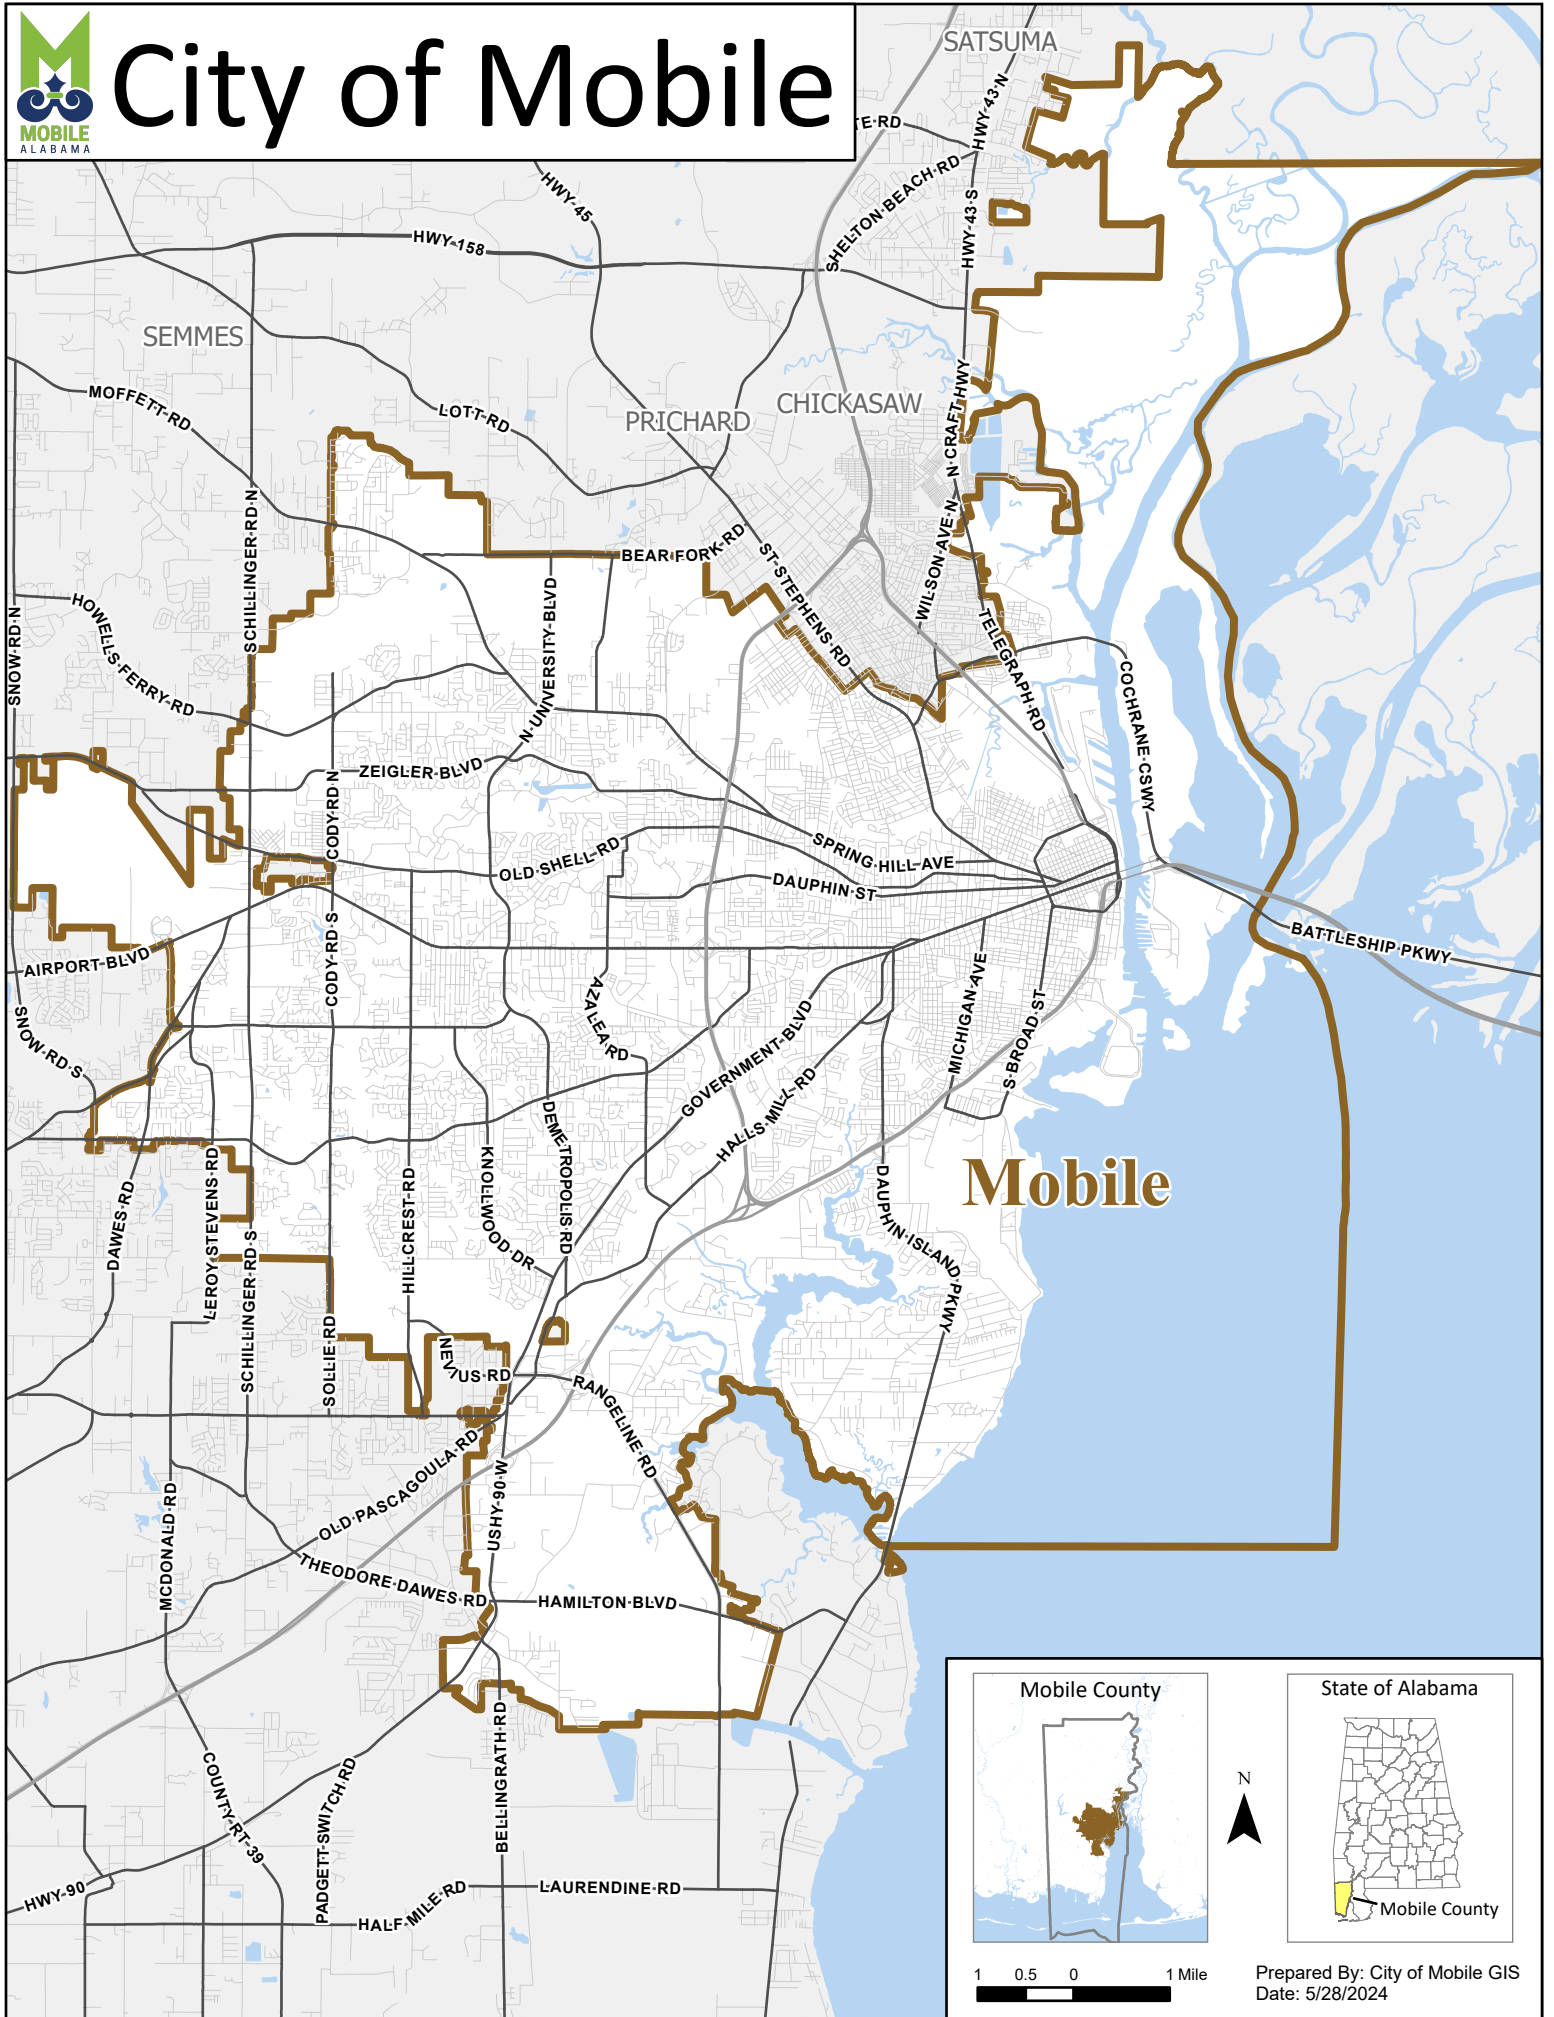 City of Mobile
MOBILE
ALABAMA
SATSUMA
TE RD
HWY-43-N
SHELTON-BEACH-RD
HWY-45
HWY-43-S
HWY-158
SEMMES
MOFFETT-RD
LOTT-RD
PRICHARD
CHICKASAW
N-CRAFT-HWY
SCHILLINGER-RD-N
BEAR-FORK-RD
ST-STEPHENS-RD
WILSON-AVE-N
SNOW-RD-N
HOWELLS-FERRY-RD
N-UNIVERSITY-BLVD
TELEGRAPH-RD
COCHRANE-CSWY
ZEIGLER-BLVD
CODY-RD-N
OLD-SHELL-RD
SPRING-HILL-AVE
DAUPHIN-ST
CODY-RD-S
AIRPORT-BLVD
BATTLESHIP-PKWY
SNOW-RD-S
AZALEA-RD
MICHIGAN-AVE
S-BROAD-ST
GOVERNMENT-BLVD
HALLS-MILL-RD
DEMETROPOLIS-RD
KNOLLWOOD-DR
HILLCREST-RD
LEROY-STEVENS-RD
DAWES-RD
SCHILLINGER-RD-S
DAUPHIN-ISLAND-PKWY
Mobile
SOLLIE-RD
NEVIUS-RD
RANGELINE-RD
OLD-PASCAGOULA-RD
USHY-90-W
MCDONALD-RD
THEODORE-DAWES-RD
HAMILTON-BLVD
BELLINGRATH-RD
COUNTY-RT-39
PADGETT-SWITCH-RD
HWY-90
HALF-MILE-RD
LAURENDINE-RD
Mobile County
State of Alabama
N
Mobile County
1 0.5 0 1 Mile
Prepared By: City of Mobile GIS
Date: 5/28/2024